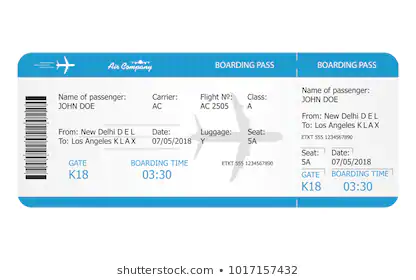 Air Company
BOARDING PASS
BOARDING PASS
Name of passenger:
JOHN DOE
Carrier:
AC
Flight Nº:
AC 2505
Class:
A
From: New Delhi D E L
To: Los Angeles K L A X
Date:
07/05/2018
Luggage:
Y
Seat:
5A
GATE
K18
BOARDING TIME
03:30
ETKT 555 1234567890
Name of passenger:
JOHN DOE
From: New Delhi D E L
To: Los Angeles K L A X
ETKT 555 1234567890
Seat:
5A
Date:
07/05/2018
GATE
K18
BOARDING TIME
03:30
shutterstock.com • 1017157432